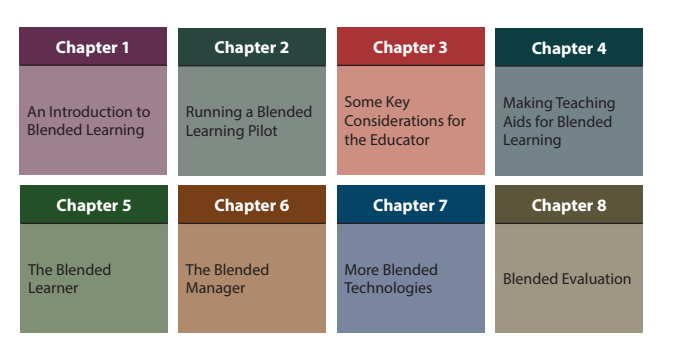 Chapter 1
An Introduction to
Blended Learning
Chapter 2
Running a Blended
Learning Pilot
Chapter 3
Some Key
Considerations for
the Educator
Chapter 4
Making Teaching
Aids for Blended
Learning
Chapter 5
The Blended
Learner
Chapter 6
The Blended
Manager
Chapter 7
More Blended
Technologies
Chapter 8
Blended Evaluation